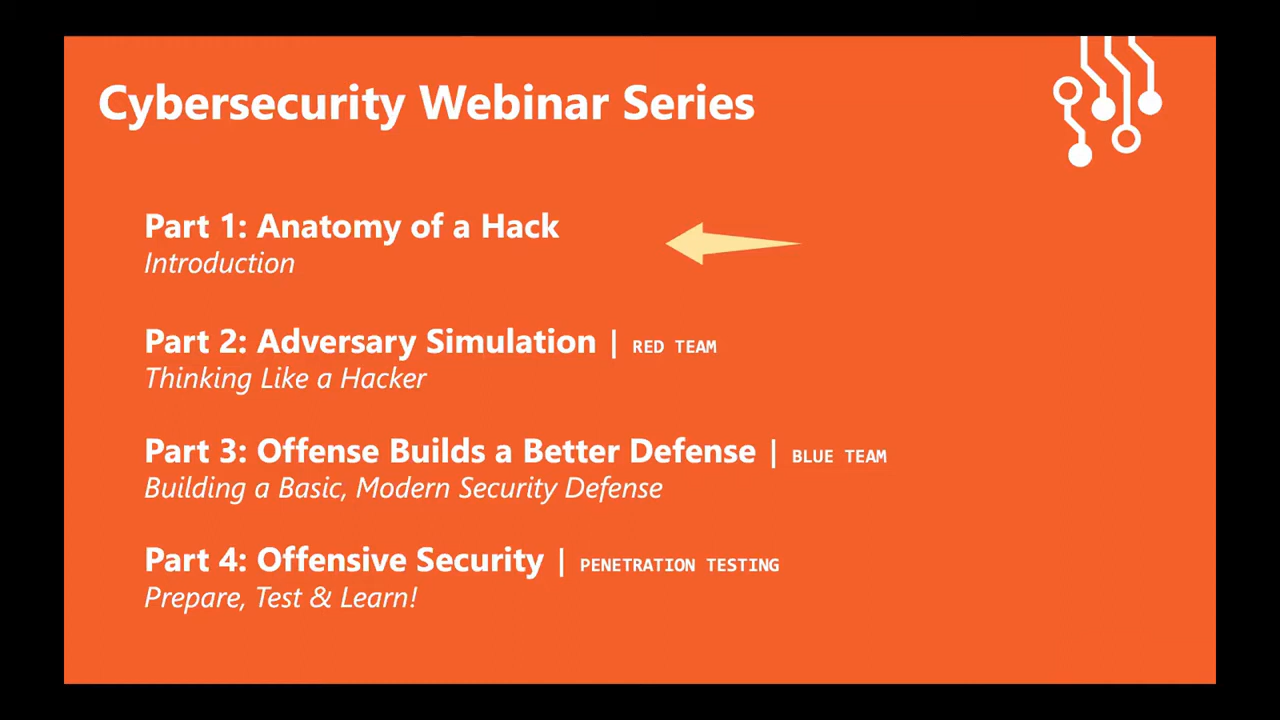 Cybersecurity Webinar Series
Part 1: Anatomy of a Hack
Introduction
Part 2: Adversary Simulation | RED TEAM
Thinking Like a Hacker
Part 3: Offense Builds a Better Defense | BLUE TEAM
Building a Basic, Modern Security Defense
Part 4: Offensive Security | PENETRATION TESTING
Prepare, Test & Learn!